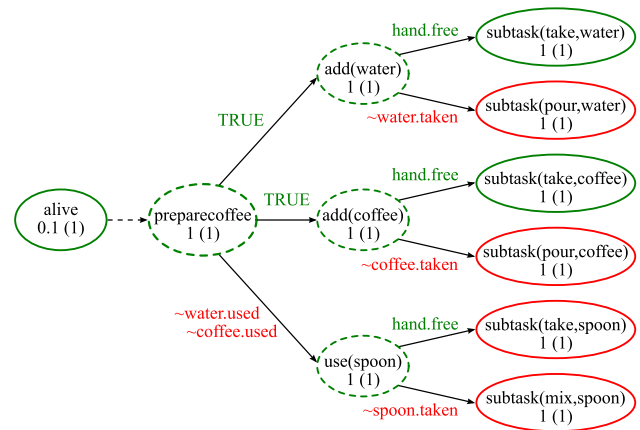 hand.free
subtask(take,water)
1 (1)
add(water)
1 (1)
TRUE
~water.taken
subtask(pour,water)
1 (1)
hand.free
subtask(take,coffee)
1 (1)
alive
0.1 (1)
preparecoffee
1 (1)
TRUE
add(coffee)
1 (1)
~coffee.taken
subtask(pour,coffee)
1 (1)
~water.used
~coffee.used
hand.free
subtask(take,spoon)
1 (1)
use(spoon)
1 (1)
~spoon.taken
subtask(mix,spoon)
1 (1)